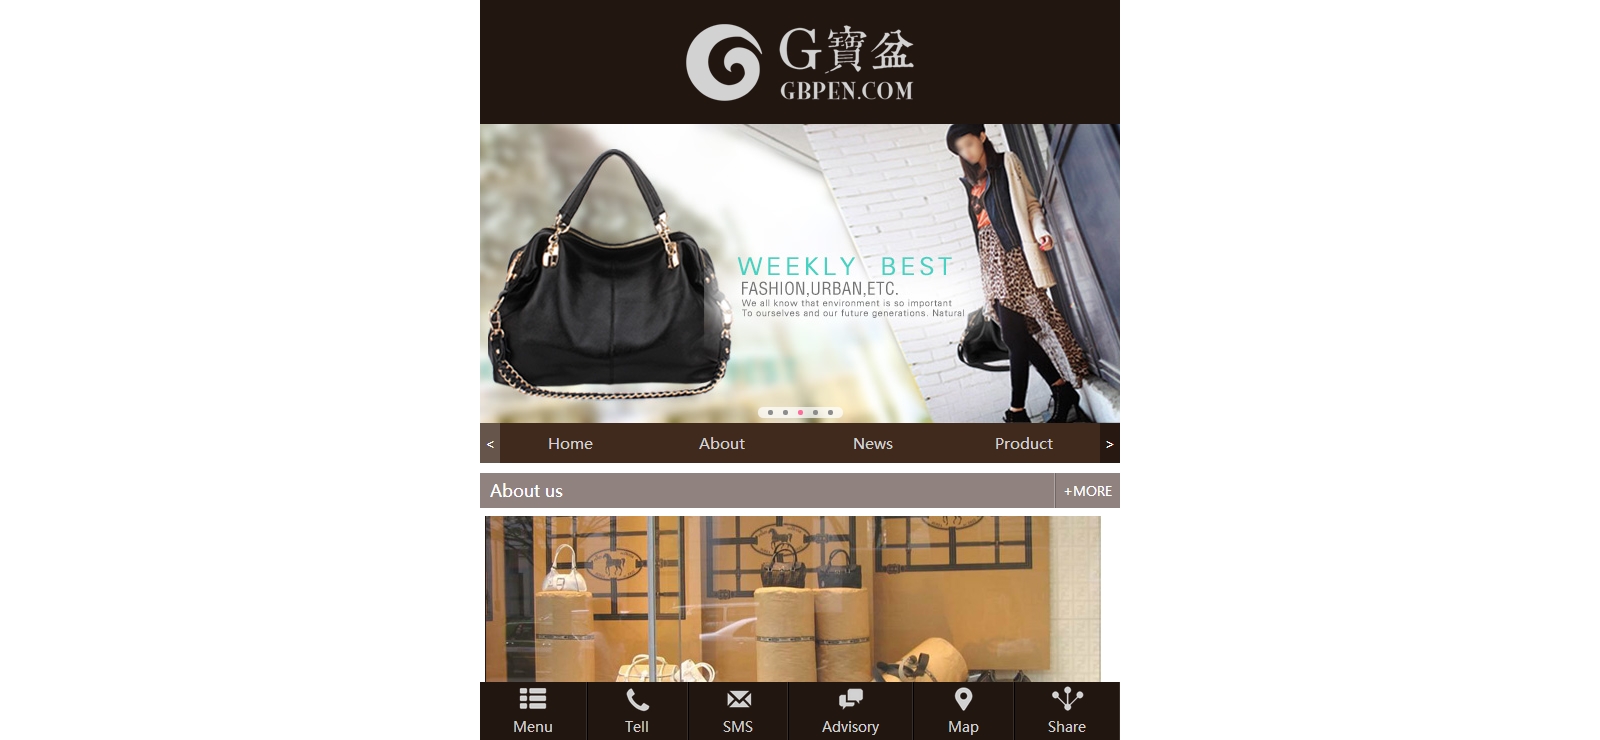 G寶盆
GBPEN.COM
WEEKLY BEST
FASHION,URBAN,ETC.
We all know that environment is so important
To ourselves and our future generations. Natural
< Home About News Product >
About us +MORE
Menu Tell SMS Advisory Map Share